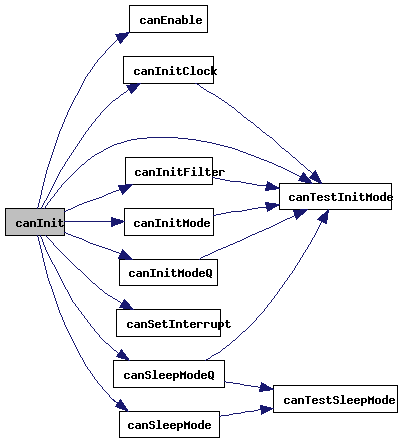 canEnable
canInitClock
canInitFilter
canTestInitMode
canInit
canInitMode
canInitModeQ
canSetInterrupt
canSleepModeQ
canTestSleepMode
canSleepMode